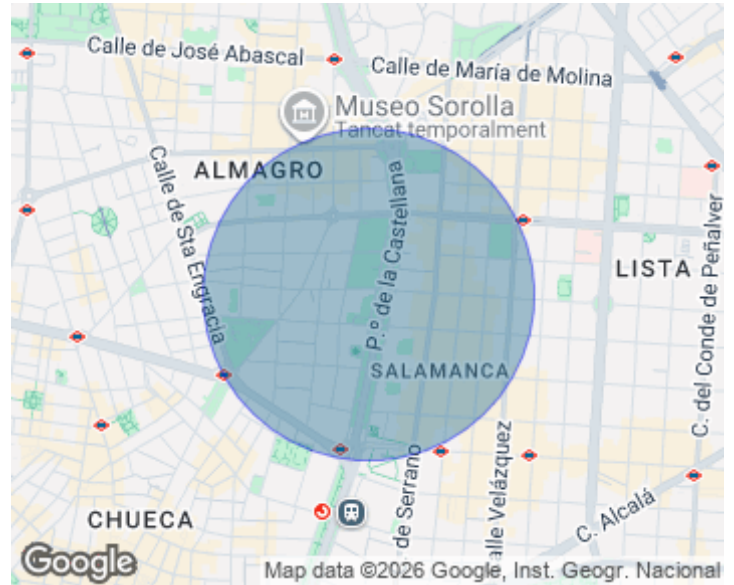 Calle de José Abascal
Calle de María de Molina
Museo Sorolla
Tancat temporalment
ALMAGRO
Calle de Sta Engracia
P.º de la Castellana
LISTA
C. del Conde de Peñalver
SALAMANCA
de Serrano
alle Velázquez
C. Alcalá
CHUECA
Google
Map data ©2026 Google, Inst. Geogr. Nacional